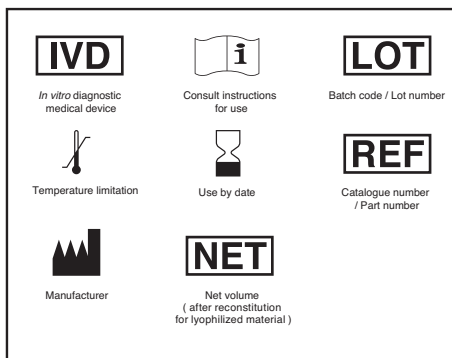 IVD
i
LOT
In vitro diagnostic
medical device
Consult instructions
for use
Batch code / Lot number
REF
Temperature limitation
Use by date
Catalogue number
/ Part number
NET
Manufacturer
Net volume
( after reconstitution
for lyophilized material )